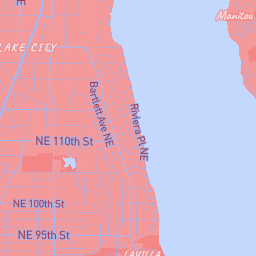 NE
Manitou
LAKE CITY
Bartlett Ave NE
Riviera Pl NE
NE 110th St
NE 100th St
NE 95th St
LAVILLA